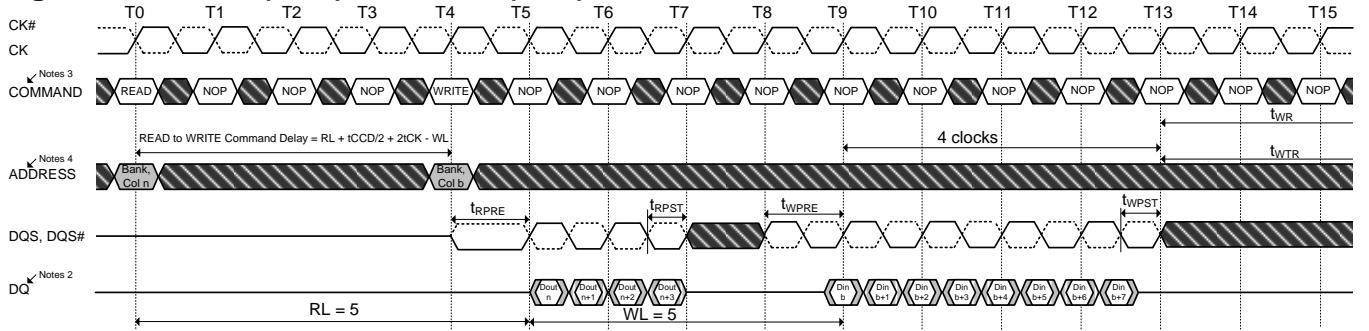 T0 T1 T2 T3 T4 T5 T6 T7 T8 T9 T10 T11 T12 T13 T14 T15
CK#
CK
Notes 3
COMMAND READ NOP NOP NOP WRITE NOP NOP NOP NOP NOP NOP NOP NOP NOP NOP NOP
tWR
READ to WRITE Command Delay = RL + tCCD/2 + 2tCK - WL
4 clocks
tWTR
Notes 4
ADDRESS
Bank, Col n
Bank, Col b
tRPRE tRPST tWPRE tWPST
DQS, DQS#
Notes 2
DQ
Dout n Dout n+1 Dout n+2 Dout n+3 Din b Din b+1 Din b+2 Din b+3 Din b+4 Din b+5 Din b+6 Din b+7
RL = 5 WL = 5